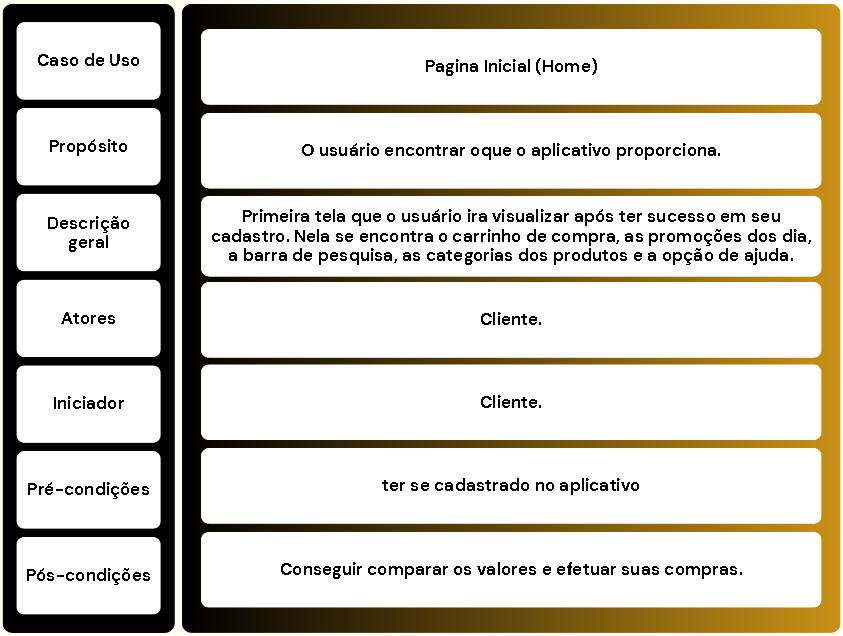 Caso de Uso
Pagina Inicial (Home)
Propósito
O usuário encontrar oque o aplicativo proporciona.
Descrição
geral
Primeira tela que o usuário ira visualizar após ter sucesso em seu
cadastro. Nela se encontra o carrinho de compra, as promoções dos dia,
a barra de pesquisa, as categorias dos produtos e a opção de ajuda.
Atores
Cliente.
Iniciador
Cliente.
Pré-condições
ter se cadastrado no aplicativo
Pós-condições
Conseguir comparar os valores e efetuar suas compras.